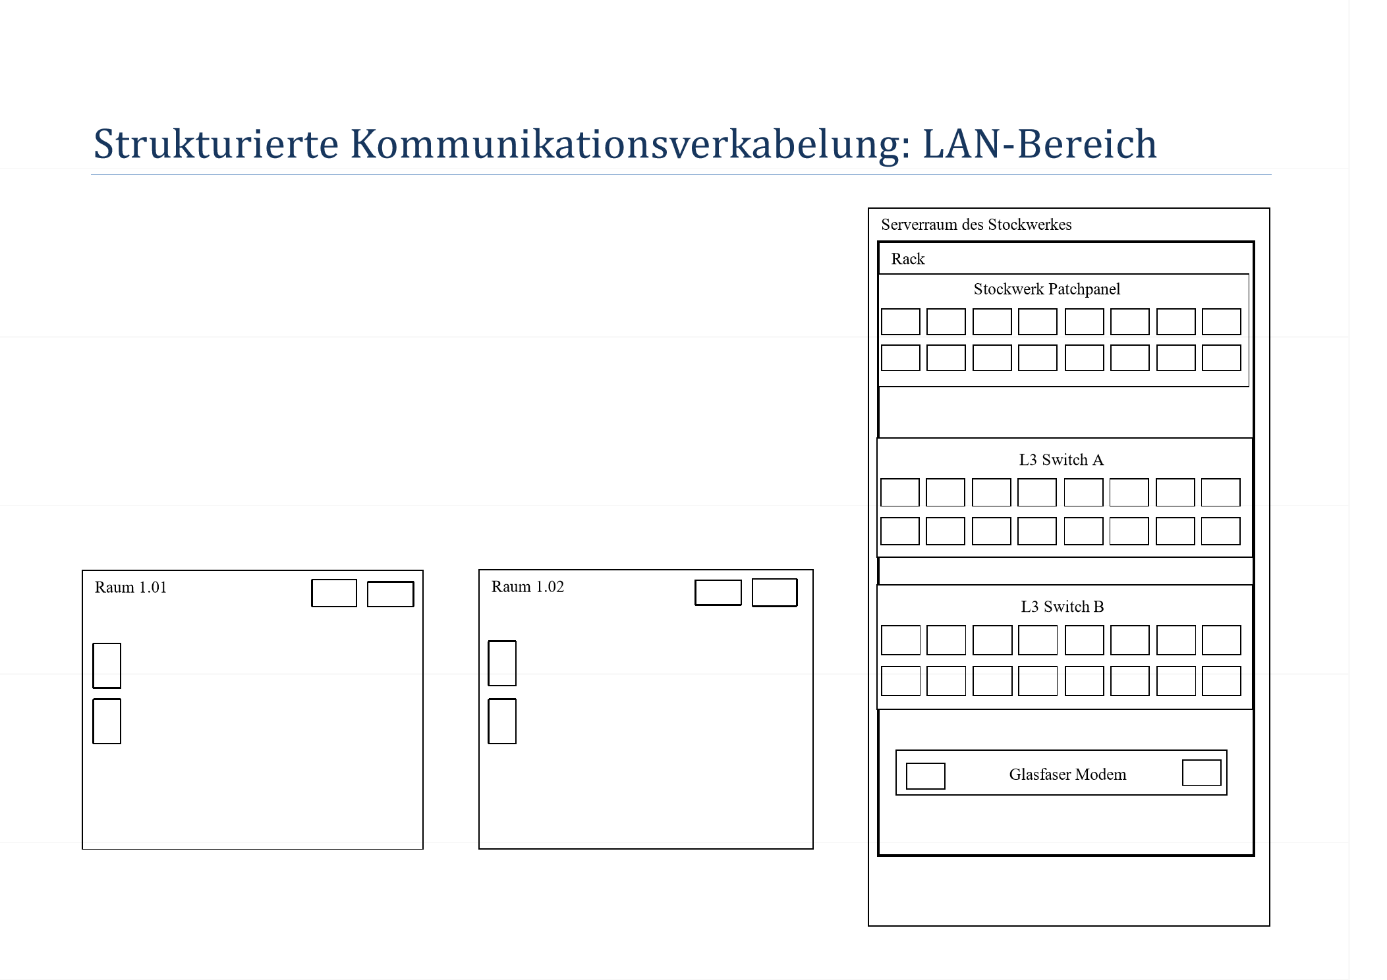 Strukturierte Kommunikationsverkabelung: LAN-Bereich
Serverraum des Stockwerkes
Rack
Stockwerk Patchpanel
L3 Switch A
Raum 1.01
Raum 1.02
L3 Switch B
Glasfaser Modem